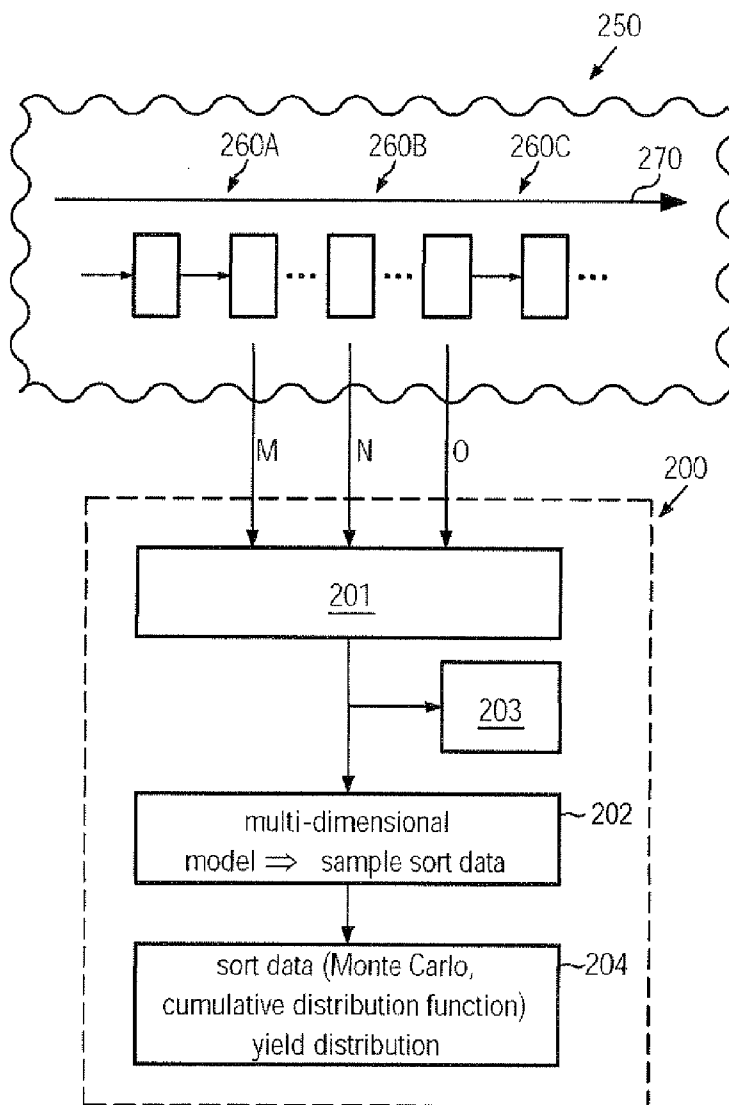 250
260A 260B 260C 270
... ... ...
M N O
200
201
203
multi-dimensional
model ⇒ sample sort data
202
sort data (Monte Carlo,
cumulative distribution function)
yield distribution
204